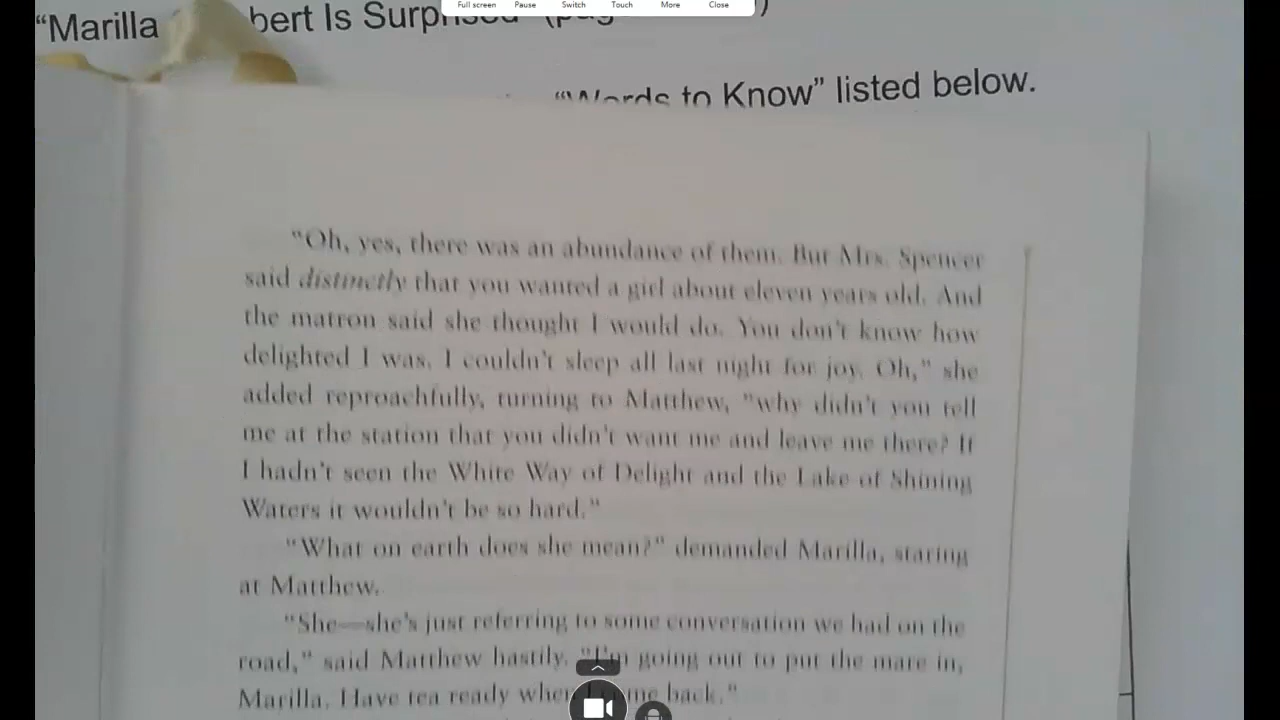 Full screen Pause Switch Touch More Close
“Marilla bert Is Surprised”
“Words to Know” listed below.
"Oh, yes, there was an abundance of them. But Mrs. Spencer
said distinctly that you wanted a girl about eleven years old. And
the matron said she thought I would do. You don't know how
delighted I was. I couldn't sleep all last night for joy. Oh," she
added reproachfully, turning to Matthew, "why didn't you tell
me at the station that you didn't want me and leave me there? If
I hadn't seen the White Way of Delight and the Lake of Shining
Waters it wouldn't be so hard."
"What on earth does she mean?" demanded Marilla, staring
at Matthew.
"She—she's just referring to some conversation we had on the
road," said Matthew hastily. "I'm going out to put the mare in,
Marilla. Have tea ready when I come back."